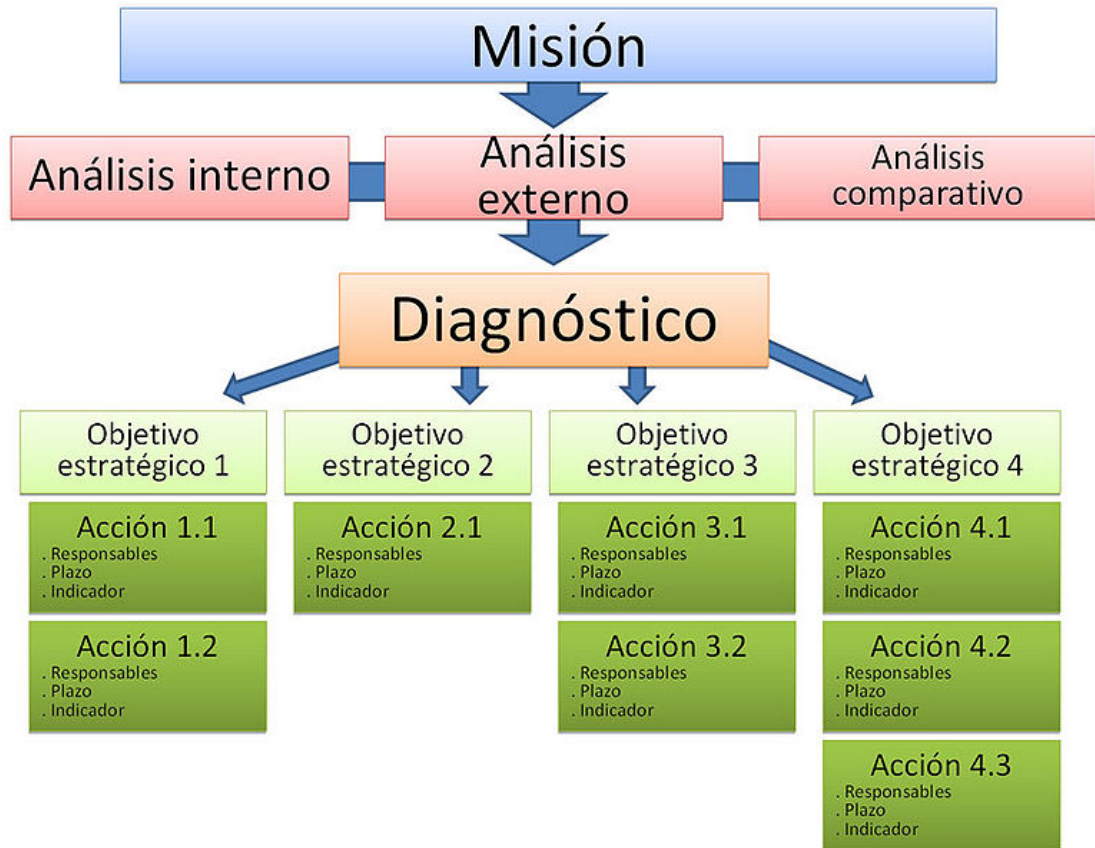 Misión
Análisis interno
Análisis
externo
Análisis
comparativo
Diagnóstico
Objetivo
estratégico 1
Acción 1.1
. Responsables
. Plazo
. Indicador
Acción 1.2
. Responsables
. Plazo
. Indicador
Objetivo
estratégico 2
Acción 2.1
. Responsables
. Plazo
. Indicador
Objetivo
estratégico 3
Acción 3.1
. Responsables
. Plazo
. Indicador
Acción 3.2
. Responsables
. Plazo
. Indicador
Objetivo
estratégico 4
Acción 4.1
. Responsables
. Plazo
. Indicador
Acción 4.2
. Responsables
. Plazo
. Indicador
Acción 4.3
. Responsables
. Plazo
. Indicador